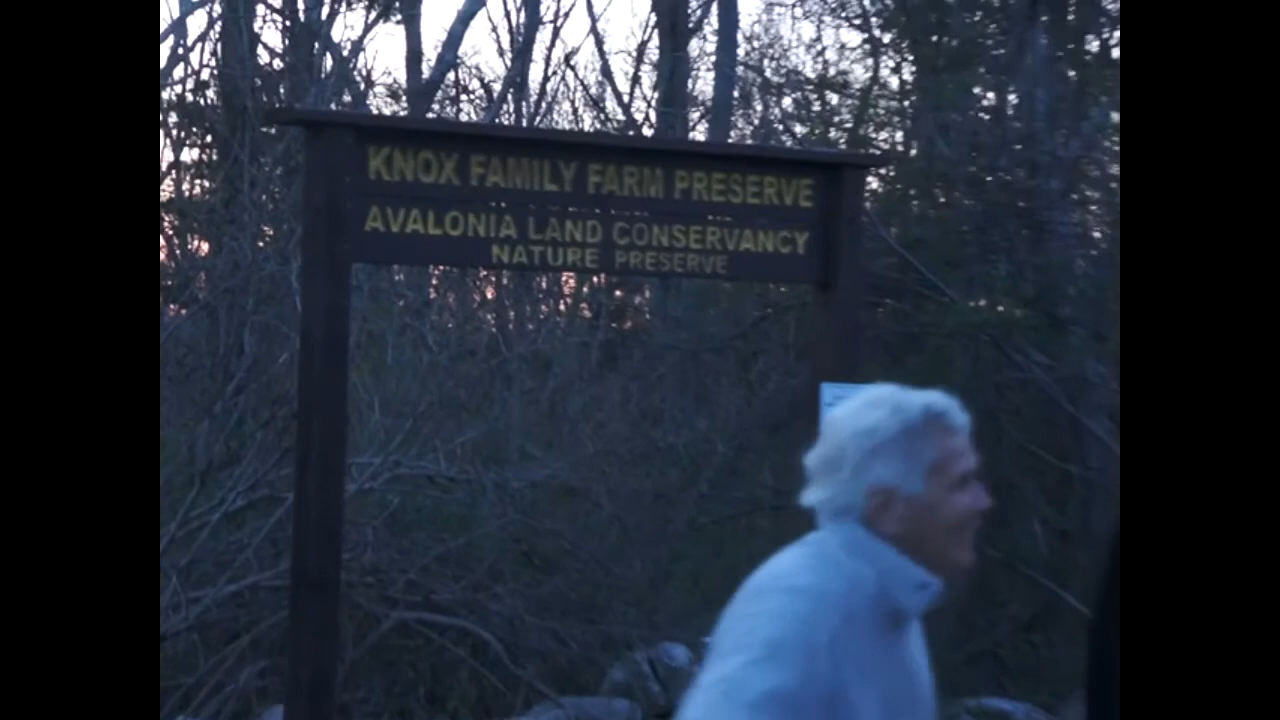 KNOX FAMILY FARM PRESERVE
AVALONIA LAND CONSERVANCY
NATURE PRESERVE